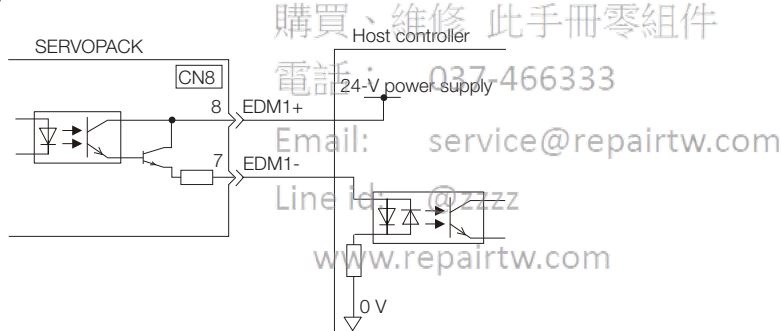 購買、維修 此手冊零組件
Host controller
SERVOPACK
CN8
電話: 037-466333
24-V power supply
8 EDM1+
Email: service@repairtw.com
7 EDM1-
Line id: @zzzz
www.repairtw.com
0 V